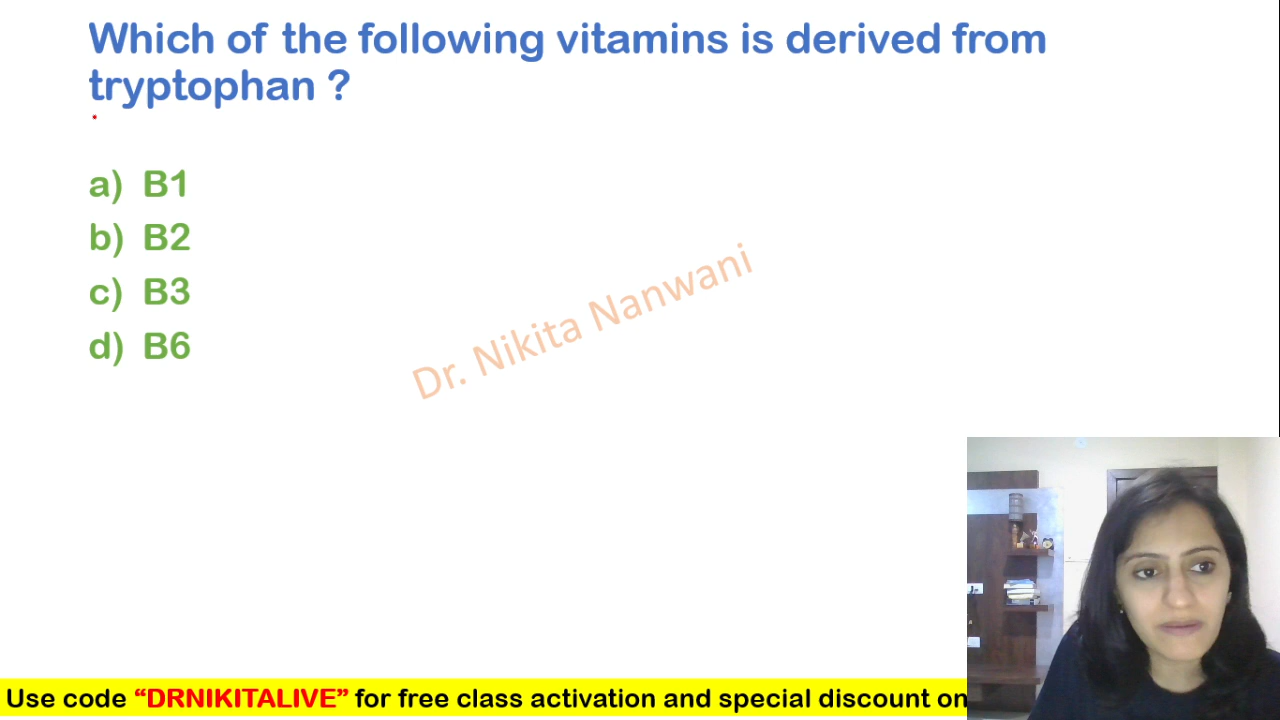 Which of the following vitamins is derived from
tryptophan ?
a) B1
b) B2
c) B3
d) B6
Dr. Nikita Nanwani
Use code “DRNIKITALIVE” for free class activation and special discount on